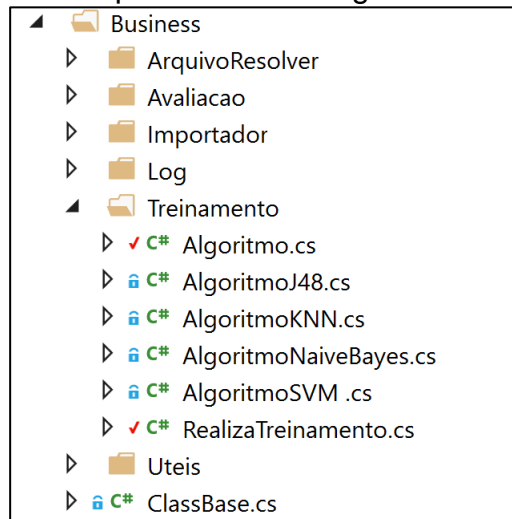 Business
ArquivoResolver
Avaliacao
Importador
Log
Treinamento
C# Algoritmo.cs
C# AlgoritmoJ48.cs
C# AlgoritmoKNN.cs
C# AlgoritmoNaiveBayes.cs
C# AlgoritmoSVM .cs
C# RealizaTreinamento.cs
Uteis
C# ClassBase.cs